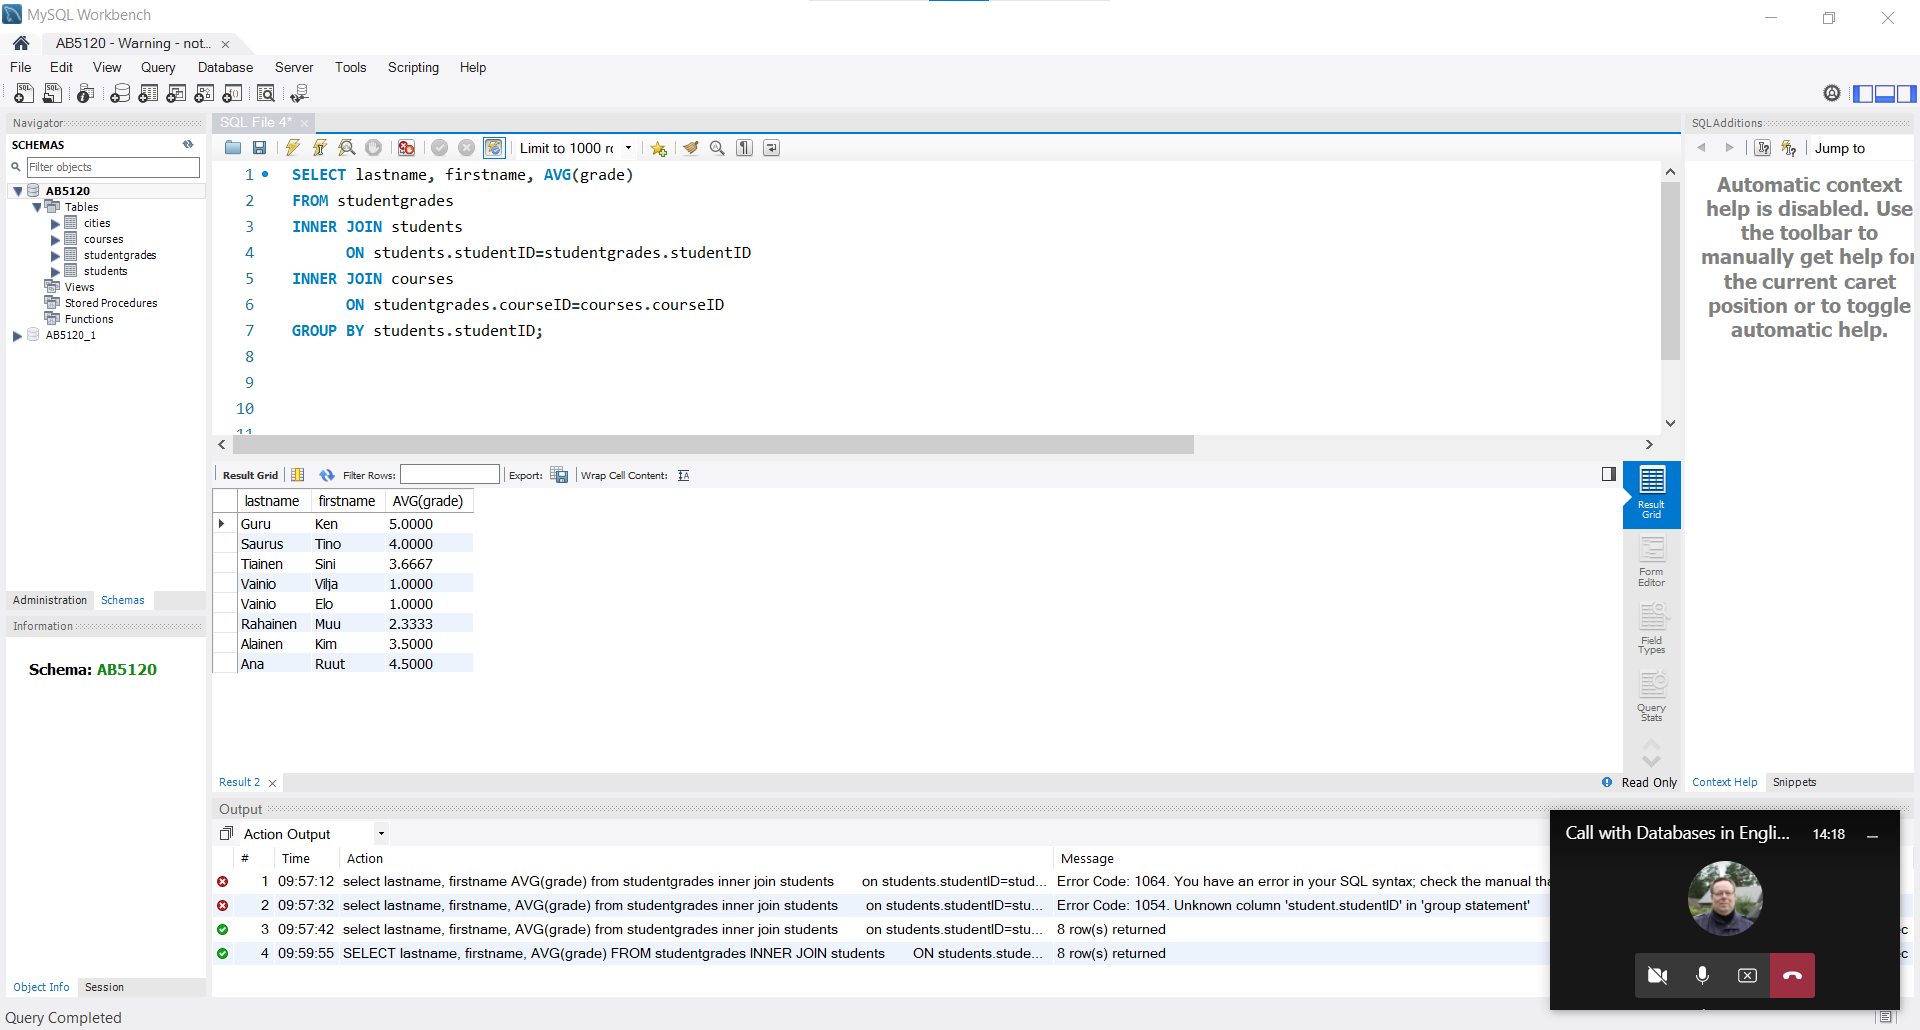 MySQL Workbench
AB5120 - Warning - not...
File Edit View Query Database Server Tools Scripting Help
Navigator
SCHEMAS
Filter objects
AB5120
Tables
cities
courses
studentgrades
students
Views
Stored Procedures
Functions
AB5120_1
Administration Schemas
Information
Schema: AB5120
Object Info Session
Query Completed
SQL File 4*
Limit to 1000 rc
1 SELECT lastname, firstname, AVG(grade)
2 FROM studentgrades
3 INNER JOIN students
4 ON students.studentID=studentgrades.studentID
5 INNER JOIN courses
6 ON studentgrades.courseID=courses.courseID
7 GROUP BY students.studentID;
8
9
10
11
Result Grid Filter Rows: Export: Wrap Cell Content:
lastname firstname AVG(grade)
Guru Ken 5.0000
Saurus Tino 4.0000
Tiainen Sini 3.6667
Vainio Vilja 1.0000
Vainio Elo 1.0000
Rahainen Muu 2.3333
Alainen Kim 3.5000
Ana Ruut 4.5000
Result
Grid
Form
Editor
Field
Types
Query
Stats
Result 2
Read Only
SQLAdditions
Jump to
Automatic context
help is disabled. Use
the toolbar to
manually get help for
the current caret
position or to toggle
automatic help.
Context Help Snippets
Output
Action Output
# Time Action Message
1 09:57:12 select lastname, firstname AVG(grade) from studentgrades inner join students on students.studentID=stud... Error Code: 1064. You have an error in your SQL syntax; check the manual tha
2 09:57:32 select lastname, firstname, AVG(grade) from studentgrades inner join students on students.studentID=stu... Error Code: 1054. Unknown column 'student.studentID' in 'group statement'
3 09:57:42 select lastname, firstname, AVG(grade) from studentgrades inner join students on students.studentID=stu... 8 row(s) returned
4 09:59:55 SELECT lastname, firstname, AVG(grade) FROM studentgrades INNER JOIN students ON students.stude... 8 row(s) returned
Call with Databases in Engli... 14:18